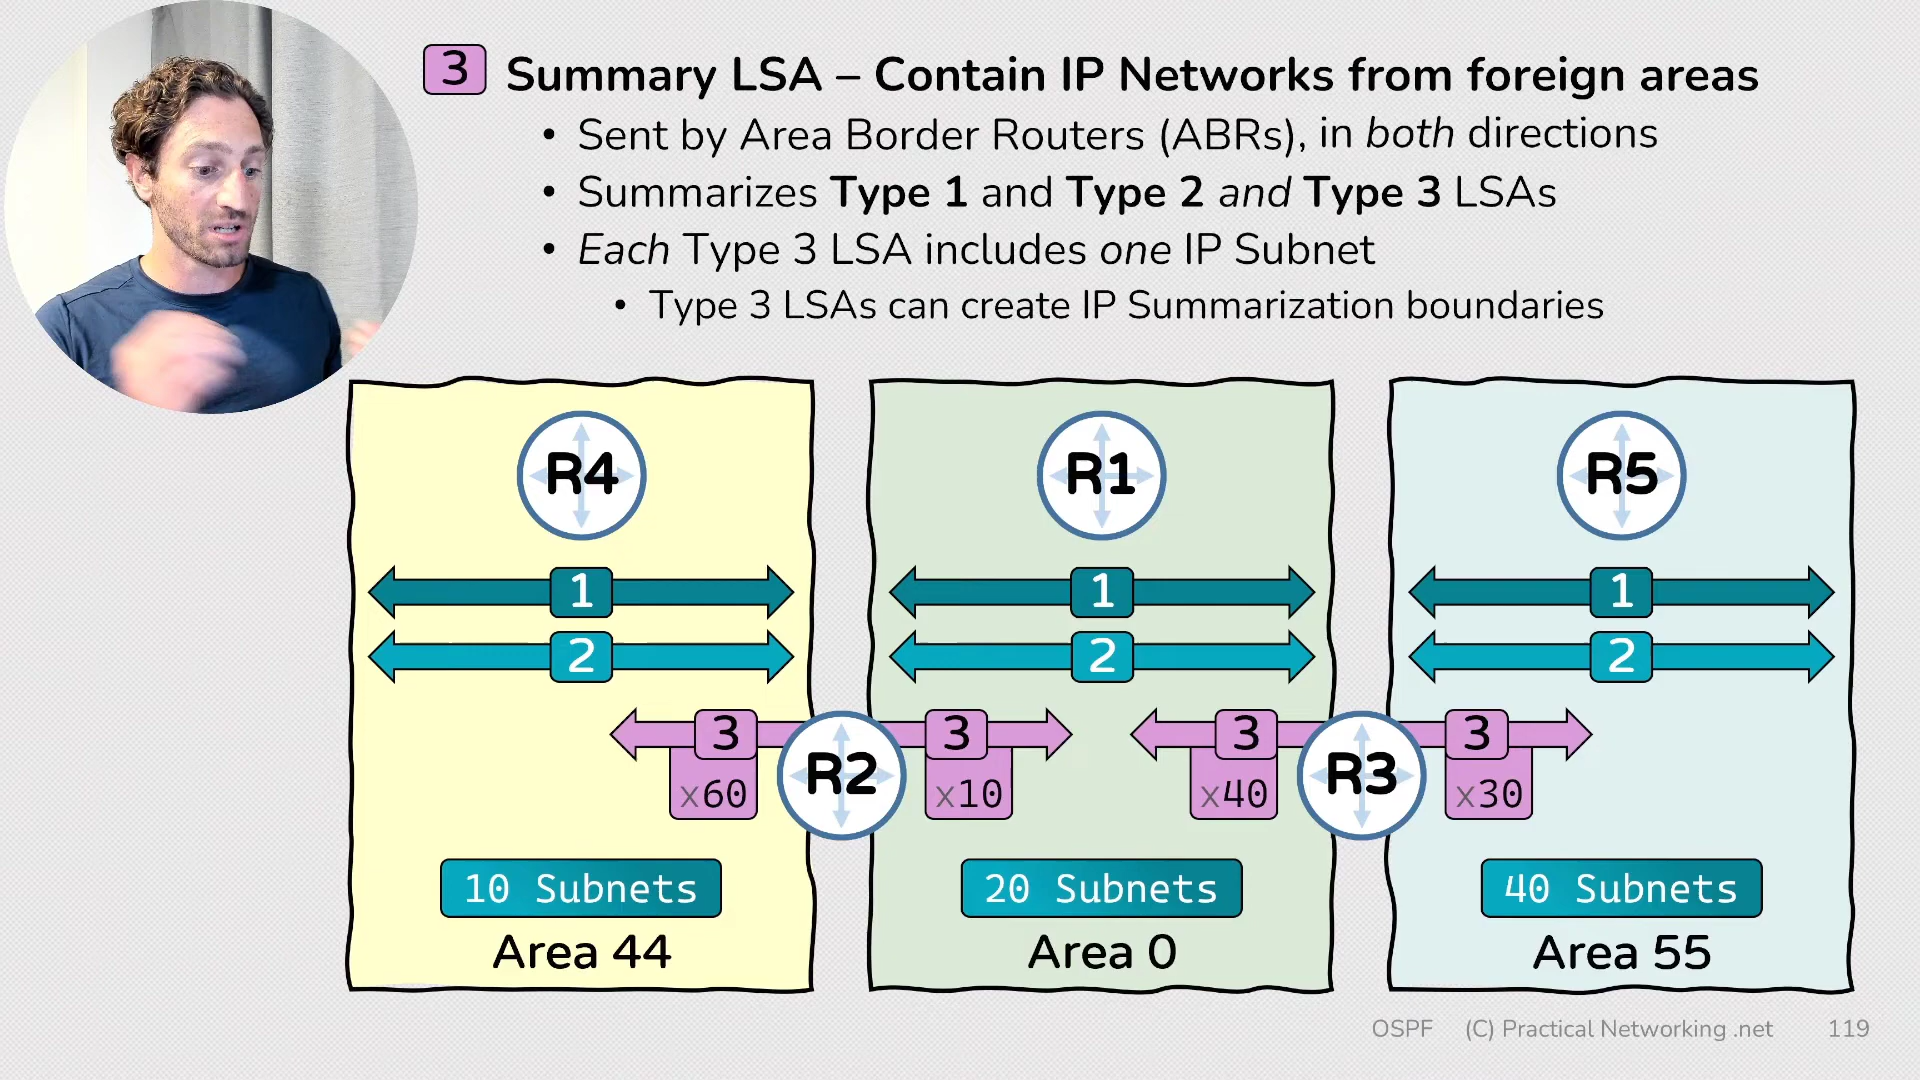 3 Summary LSA – Contain IP Networks from foreign areas
• Sent by Area Border Routers (ABRs), in both directions
• Summarizes Type 1 and Type 2 and Type 3 LSAs
• Each Type 3 LSA includes one IP Subnet
• Type 3 LSAs can create IP Summarization boundaries
R4 R1 R5
1 1 1
2 2 2
3 3 3 3
R2 R3
x60 x10 x40 x30
10 Subnets 20 Subnets 40 Subnets
Area 44 Area 0 Area 55
OSPF (C) Practical Networking .net 119